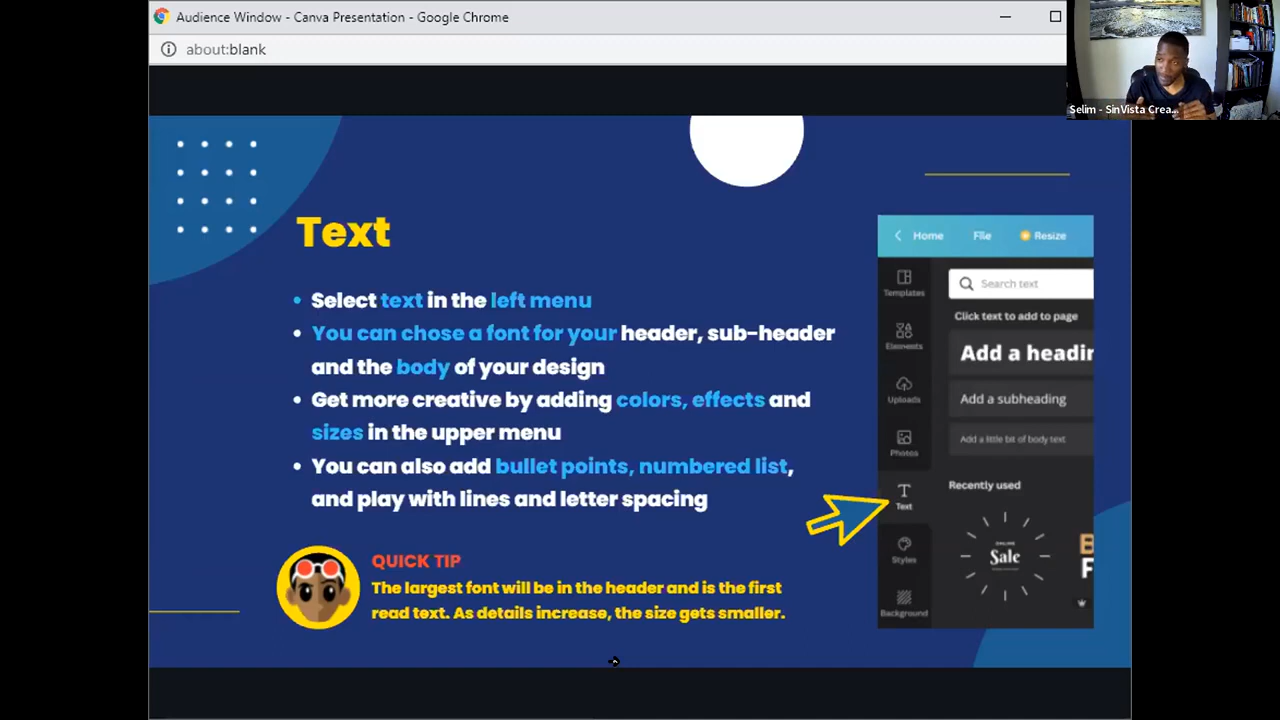 Audience Window - Canva Presentation - Google Chrome
about:blank
Selim - SinVista Crea...
Text
• Select text in the left menu
• You can chose a font for your header, sub-header
and the body of your design
• Get more creative by adding colors, effects and
sizes in the upper menu
• You can also add bullet points, numbered list,
and play with lines and letter spacing
QUICK TIP
The largest font will be in the header and is the first
read text. As details increase, the size gets smaller.
Home File Resize
Templates
Search text
Click text to add to page
Elements
Add a headin
Uploads
Add a subheading
Photos
Add a little bit of body text
Text
Recently used
Styles
ONLINE
Sale
B
F
Background